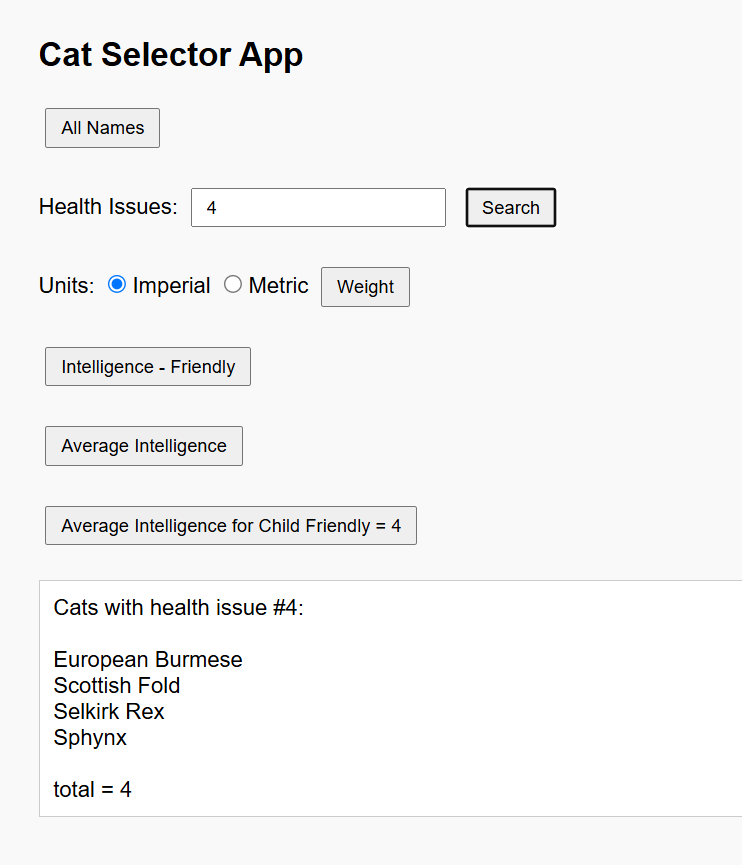 Cat Selector App
All Names
Health Issues: 4 Search
Units: Imperial Metric Weight
Intelligence - Friendly
Average Intelligence
Average Intelligence for Child Friendly = 4
Cats with health issue #4:
European Burmese
Scottish Fold
Selkirk Rex
Sphynx
total = 4